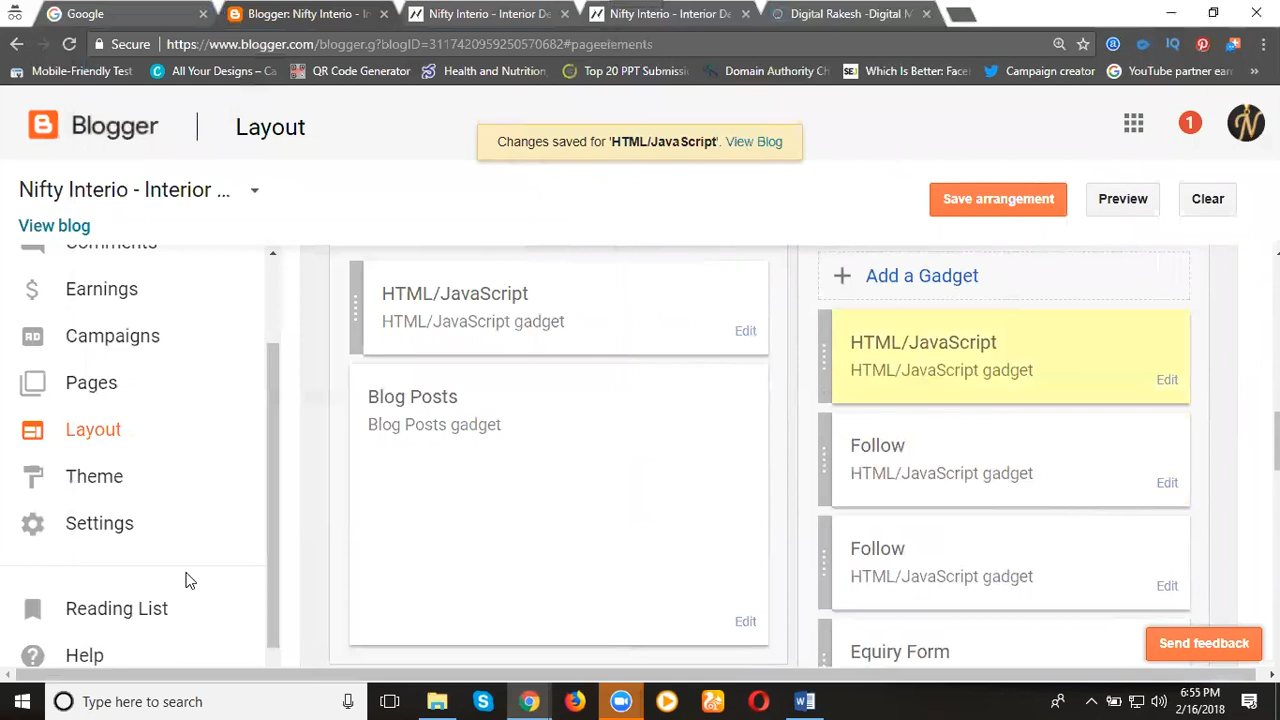 Google
Blogger: Nifty Interio - In
Nifty Interio - Interior De
Nifty Interio - Interior De
Digital Rakesh -Digital M
Secure
https://www.blogger.com/blogger.g?blogID=3117420959250570682#pageelements
Mobile-Friendly Test
All Your Designs – Ca
QR Code Generator
Health and Nutrition
Top 20 PPT Submissi
Domain Authority Ch
SEJ
Which Is Better: Face
Campaign creator
YouTube partner earn
Blogger
Layout
Changes saved for 'HTML/JavaScript'. View Blog
1
Nifty Interio - Interior ...
View blog
Save arrangement
Preview
Clear
Comments
Earnings
Campaigns
Pages
Layout
Theme
Settings
Reading List
Help
HTML/JavaScript
HTML/JavaScript gadget
Edit
Blog Posts
Blog Posts gadget
Edit
Add a Gadget
HTML/JavaScript
HTML/JavaScript gadget
Edit
Follow
HTML/JavaScript gadget
Edit
Follow
HTML/JavaScript gadget
Edit
Equiry Form
Send feedback
Type here to search
6:55 PM
2/16/2018